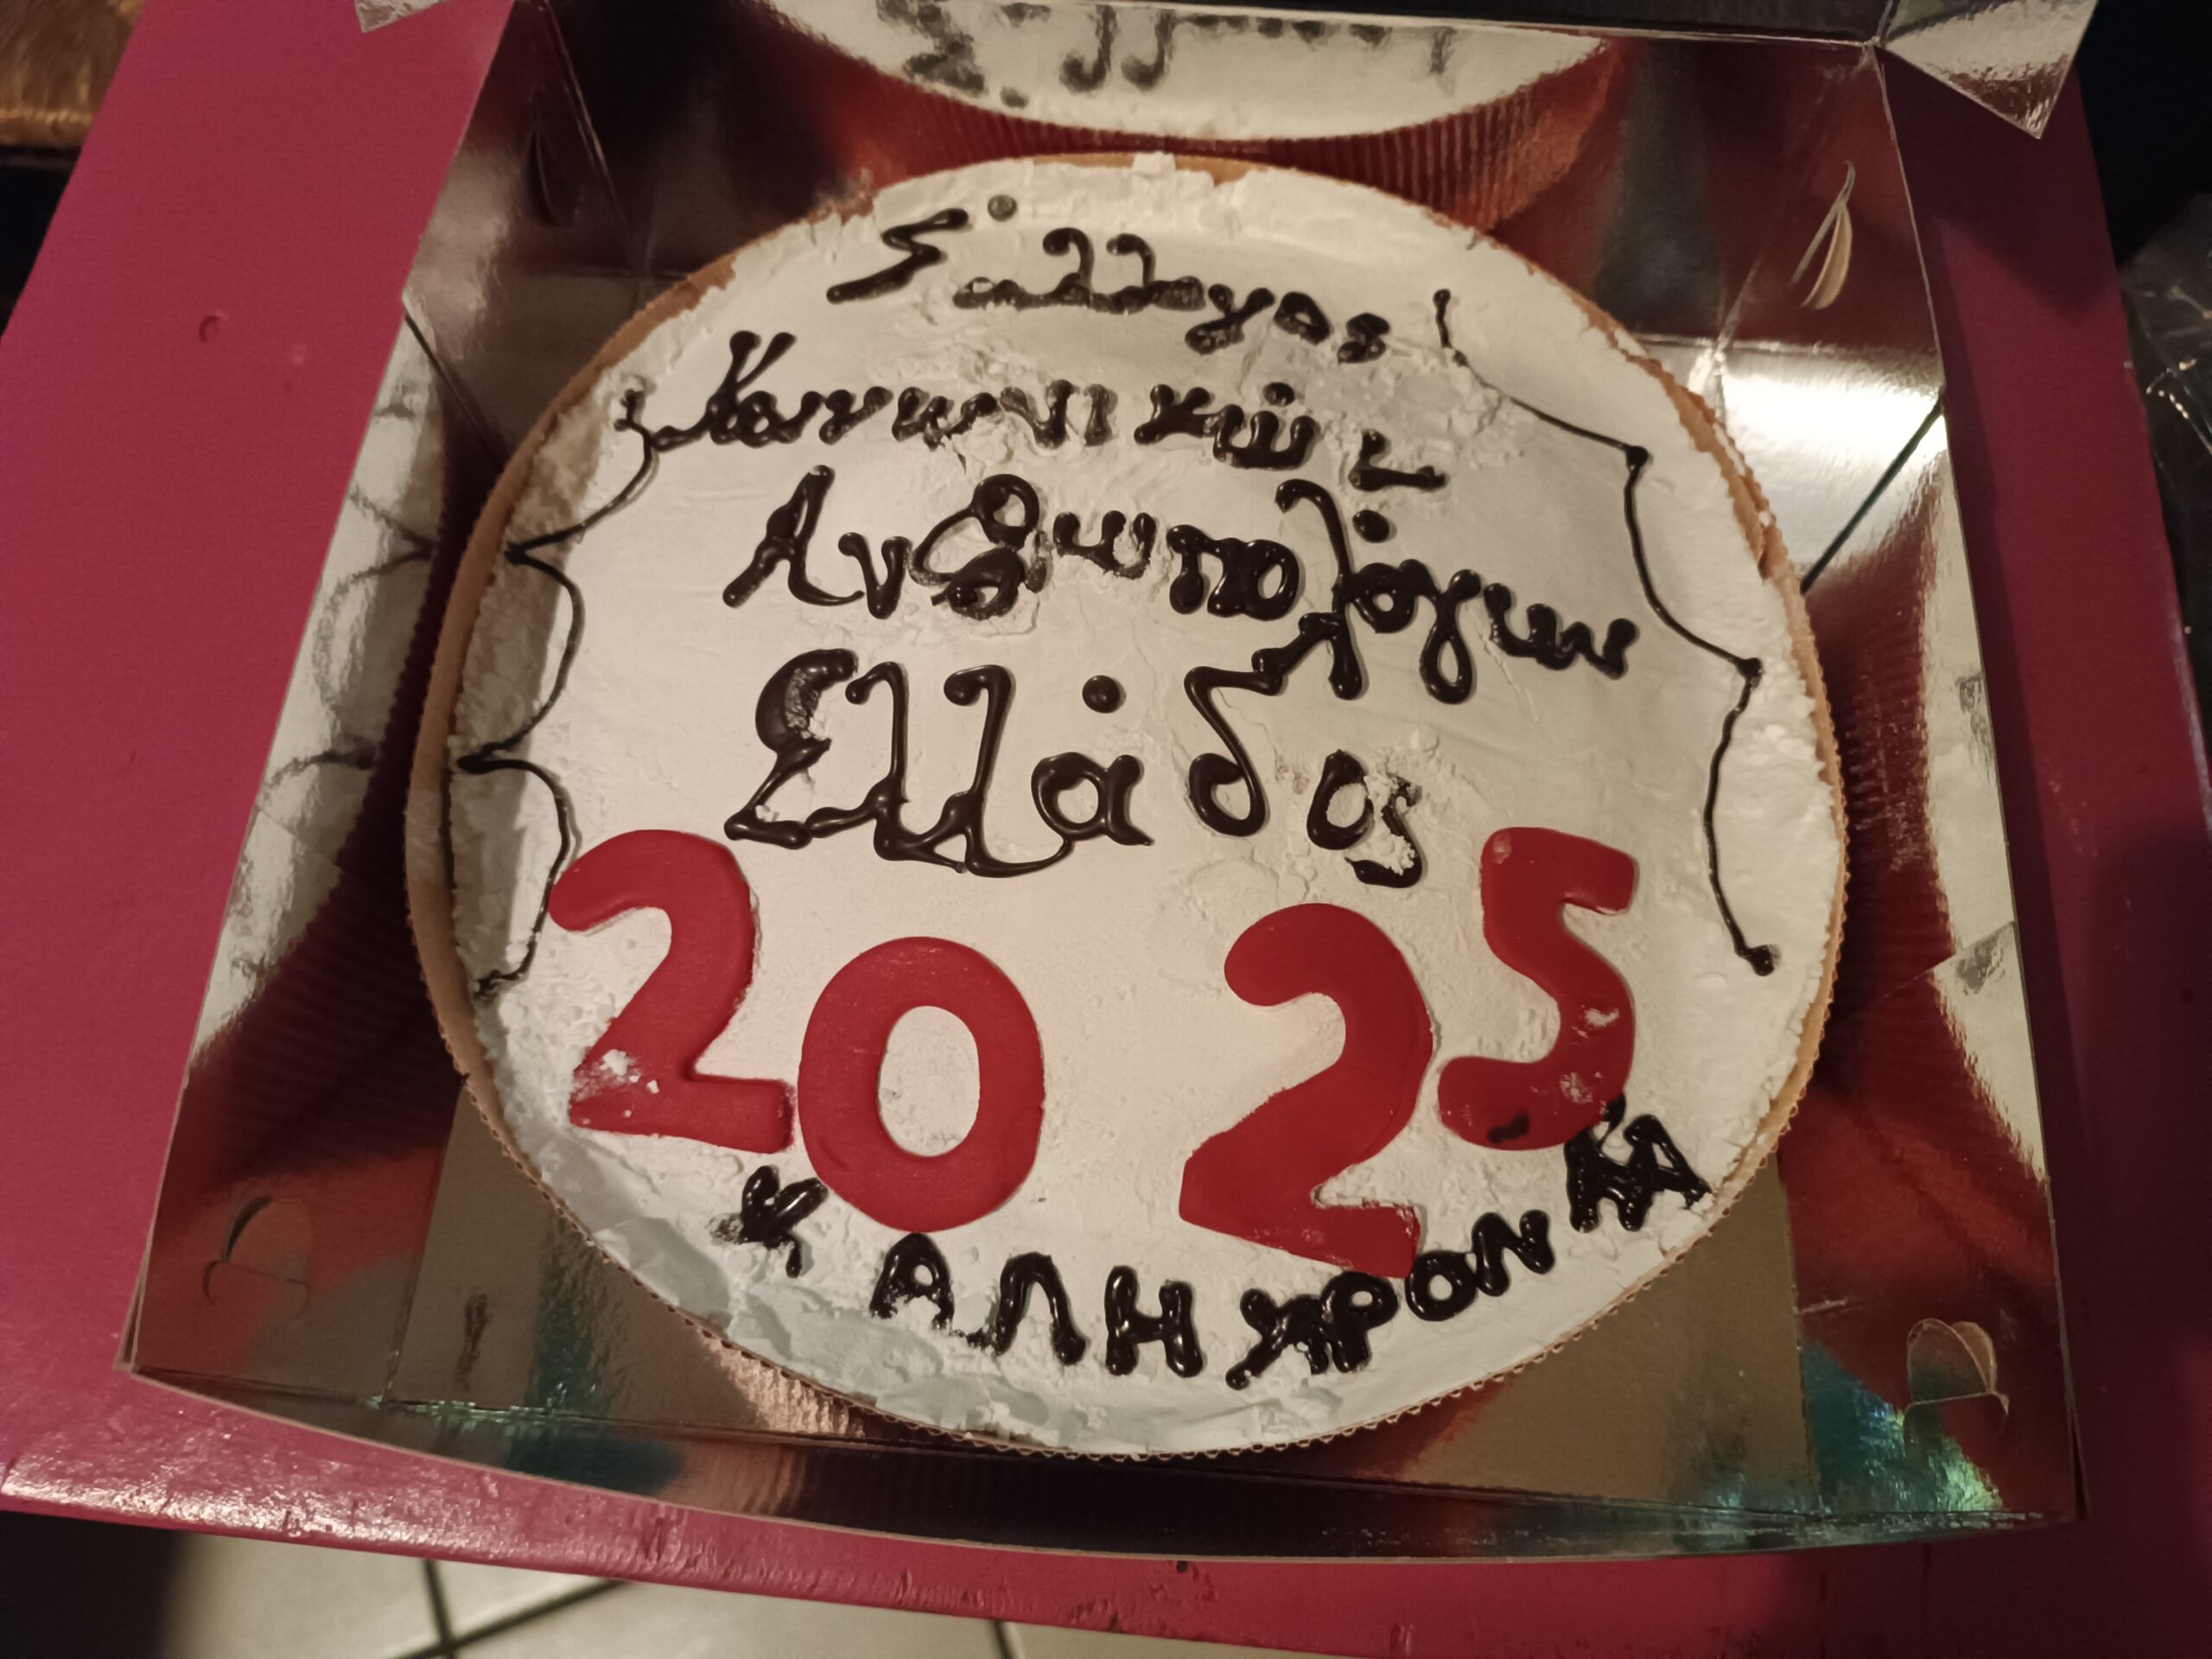 Σύλλογος
Κοινωνικών
Ανθρωπολόγων
Ελλάδος
2025
ΚΑΛΗ ΧΡΟΝΙΑ